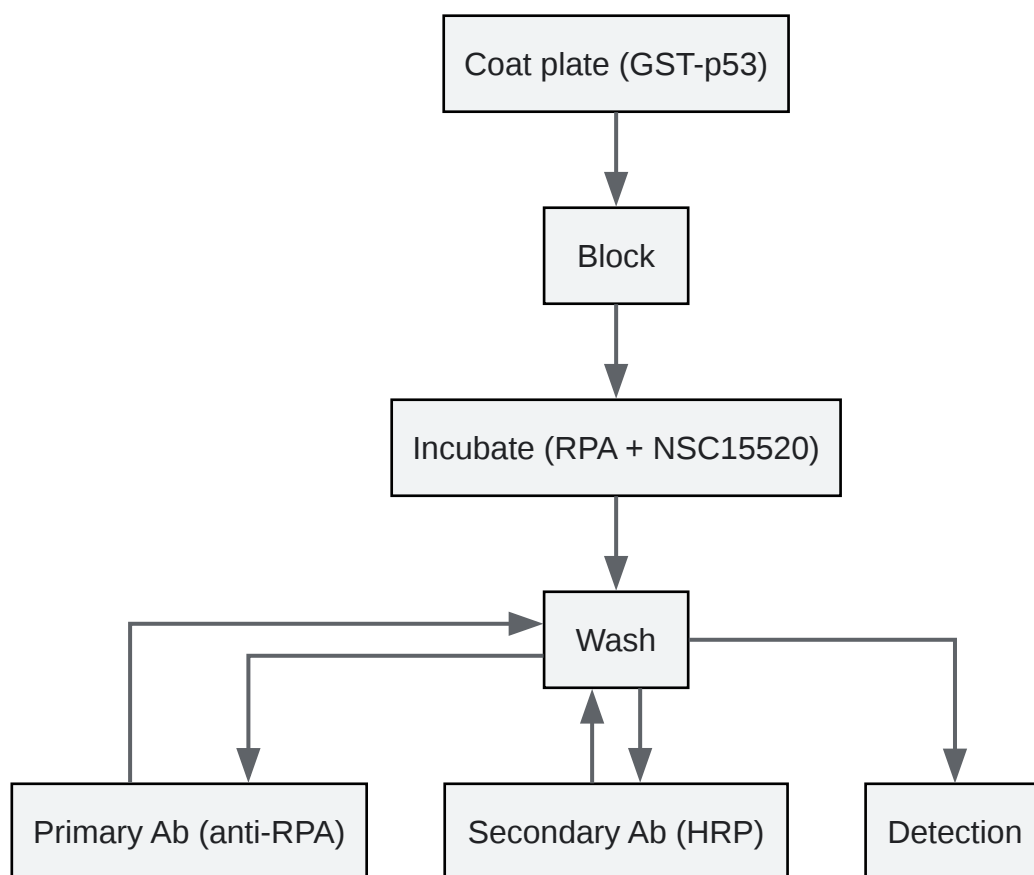 Coat plate (GST-p53)
Block
Incubate (RPA + NSC15520)
Wash
Primary Ab (anti-RPA)
Secondary Ab (HRP)
Detection